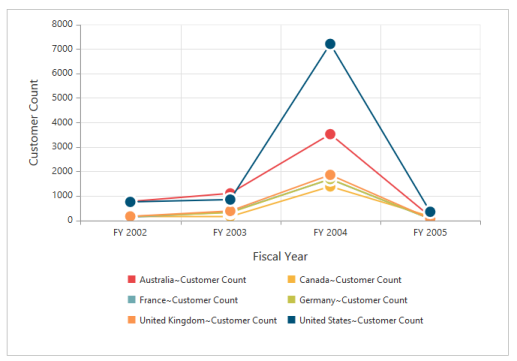 8000
7000
6000
5000
4000
3000
2000
1000
0
Customer Count
FY 2002 FY 2003 FY 2004 FY 2005
Fiscal Year
Australia~Customer Count Canada~Customer Count
France~Customer Count Germany~Customer Count
United Kingdom~Customer Count United States~Customer Count